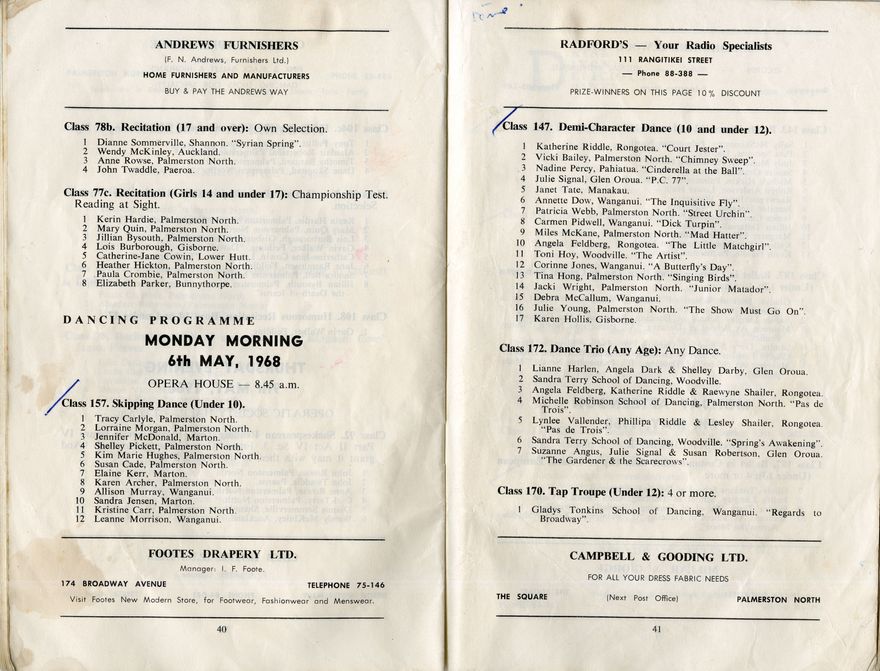 ANDREWS FURNISHERS
(F. N. Andrews, Furnishers Ltd.)
HOME FURNISHERS AND MANUFACTURERS
BUY & PAY THE ANDREWS WAY
Class 78b. Recitation (17 and over): Own Selection.
1 Dianne Sommerville, Shannon. "Syrian Spring".
2 Wendy McKinley, Auckland.
3 Anne Rowse, Palmerston North.
4 John Twaddle, Paeroa.
Class 77c. Recitation (Girls 14 and under 17): Championship Test.
Reading at Sight.
1 Kerin Hardie, Palmerston North.
2 Mary Quin, Palmerston North.
3 Jillian Bysouth, Palmerston North.
4 Lois Burborough, Gisborne.
5 Catherine-Jane Cowin, Lower Hutt.
6 Heather Hickton, Palmerston North.
7 Paula Crombie, Palmerston North.
8 Elizabeth Parker, Bunnythorpe.
DANCING PROGRAMME
MONDAY MORNING
6th MAY, 1968
OPERA HOUSE — 8.45 a.m.
Class 157. Skipping Dance (Under 10).
1 Tracy Carlyle, Palmerston North.
2 Lorraine Morgan, Palmerston North.
3 Jennifer McDonald, Marton.
4 Shelley Pickett, Palmerston North.
5 Kim Marie Hughes, Palmerston North.
6 Susan Cade, Palmerston North.
7 Elaine Kerr, Marton.
8 Karen Archer, Palmerston North.
9 Allison Murray, Wanganui.
10 Sandra Jensen, Marton.
11 Kristine Carr, Palmerston North.
12 Leanne Morrison, Wanganui.
FOOTES DRAPERY LTD.
Manager: I. F. Foote.
174 BROADWAY AVENUE TELEPHONE 75-146
Visit Footes New Modern Store, for Footwear, Fashionwear and Menswear.
40
RADFORD'S — Your Radio Specialists
111 RANGITIKEI STREET
— Phone 88-388 —
PRIZE-WINNERS ON THIS PAGE 10% DISCOUNT
Class 147. Demi-Character Dance (10 and under 12).
1 Katherine Riddle, Rongotea. "Court Jester".
2 Vicki Bailey, Palmerston North. "Chimney Sweep".
3 Nadine Percy, Pahiatua. "Cinderella at the Ball".
4 Julie Signal, Glen Oroua. "P.C. 77".
5 Janet Tate, Manakau.
6 Annette Dow, Wanganui. "The Inquisitive Fly".
7 Patricia Webb, Palmerston North. "Street Urchin".
8 Carmen Pidwell, Wanganui. "Dick Turpin".
9 Miles McKane, Palmerston North. "Mad Hatter".
10 Angela Feldberg, Rongotea. "The Little Matchgirl".
11 Toni Hoy, Woodville. "The Artist".
12 Corinne Jones, Wanganui. "A Butterfly's Day".
13 Tina Hong, Palmerston North. "Singing Birds".
14 Jacki Wright, Palmerston North. "Junior Matador".
15 Debra McCallum, Wanganui.
16 Julie Young, Palmerston North. "The Show Must Go On".
17 Karen Hollis, Gisborne.
Class 172. Dance Trio (Any Age): Any Dance.
1 Lianne Harlen, Angela Dark & Shelley Darby, Glen Oroua.
2 Sandra Terry School of Dancing, Woodville.
3 Angela Feldberg, Katherine Riddle & Raewyne Shailer, Rongotea.
4 Michelle Robinson School of Dancing, Palmerston North. "Pas de
Trois".
5 Lynlee Vallender, Phillipa Riddle & Lesley Shailer, Rongotea.
"Pas de Trois".
6 Sandra Terry School of Dancing, Woodville. "Spring's Awakening".
7 Suzanne Angus, Julie Signal & Susan Robertson, Glen Oroua.
"The Gardener & the Scarecrows".
Class 170. Tap Troupe (Under 12): 4 or more.
1 Gladys Tonkins School of Dancing, Wanganui. "Regards to
Broadway".
CAMPBELL & GOODING LTD.
FOR ALL YOUR DRESS FABRIC NEEDS
THE SQUARE (Next Post Office) PALMERSTON NORTH
41